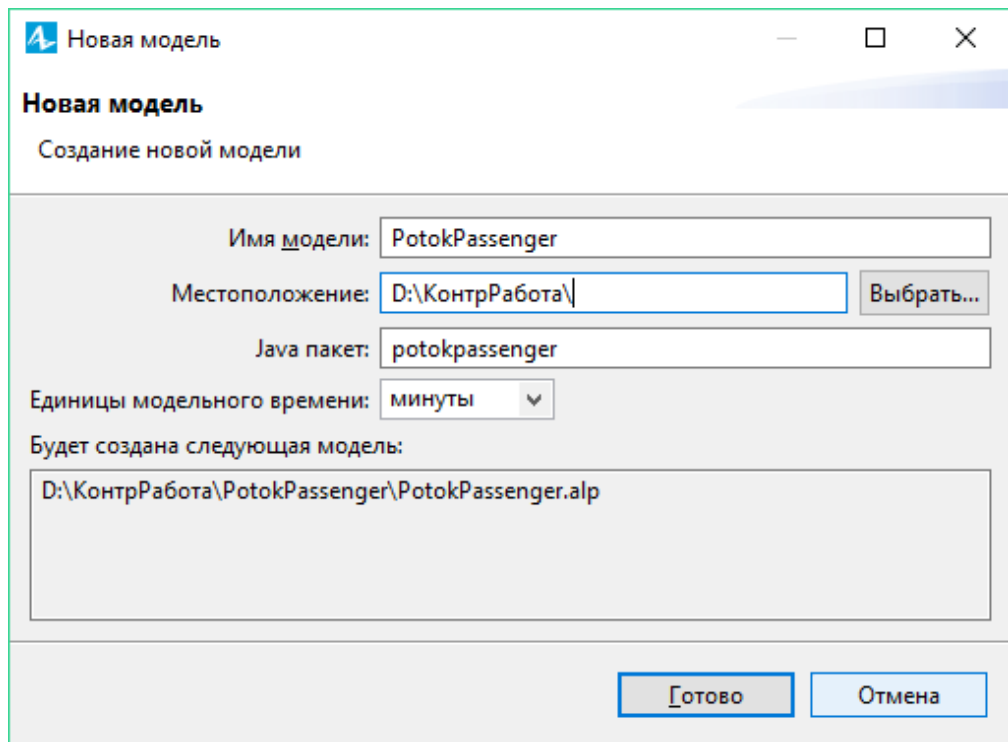 Новая модель
Новая модель
Создание новой модели
Имя модели: PotokPassenger
Местоположение: D:\КонтрРабота\ Выбрать...
Java пакет: potokpassenger
Единицы модельного времени: минуты
Будет создана следующая модель:
D:\КонтрРабота\PotokPassenger\PotokPassenger.alp
Готово Отмена